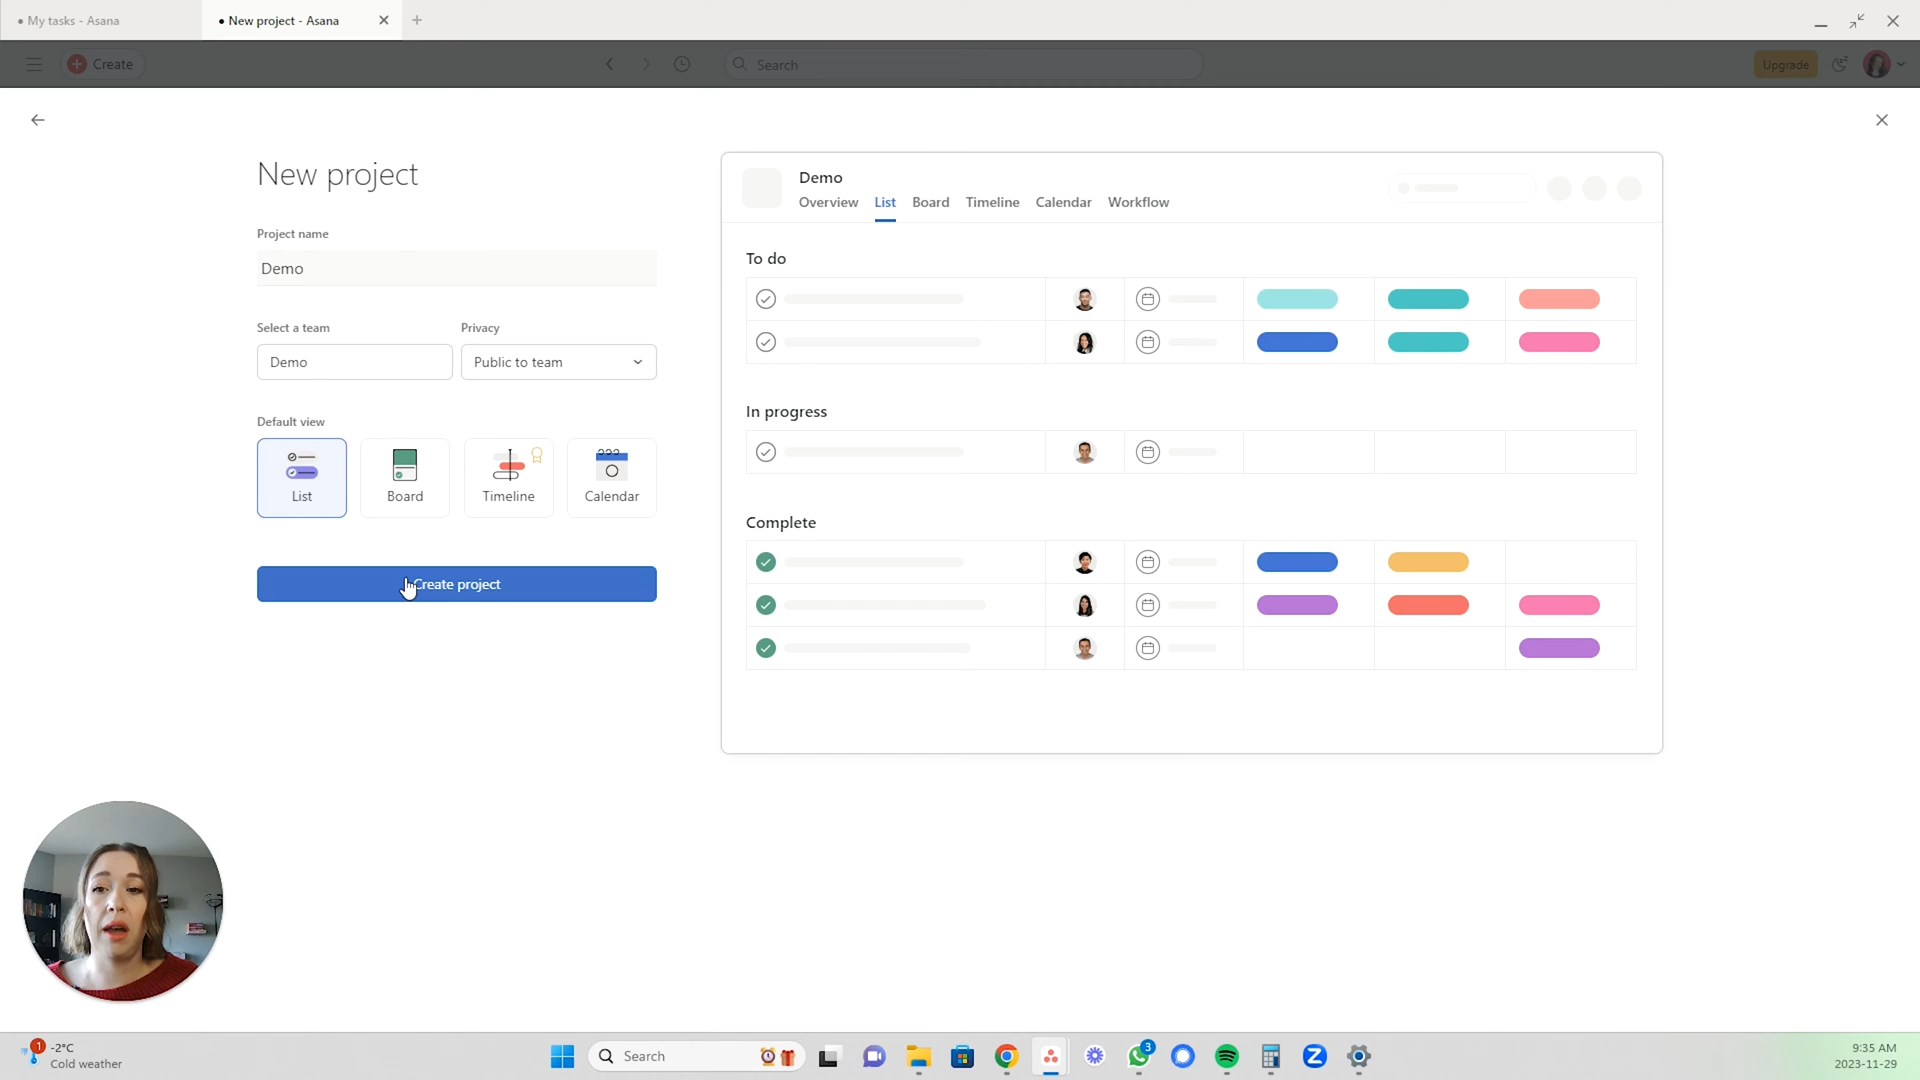 My tasks - Asana
New project - Asana
Create
Search
Upgrade
New project
Project name
Demo
Select a team
Privacy
Demo
Public to team
Default view
List
Board
Timeline
Calendar
Create project
Demo
Overview
List
Board
Timeline
Calendar
Workflow
To do
In progress
Complete
1
-2°C
Cold weather
Search
3
Z
9:35 AM
2023-11-29